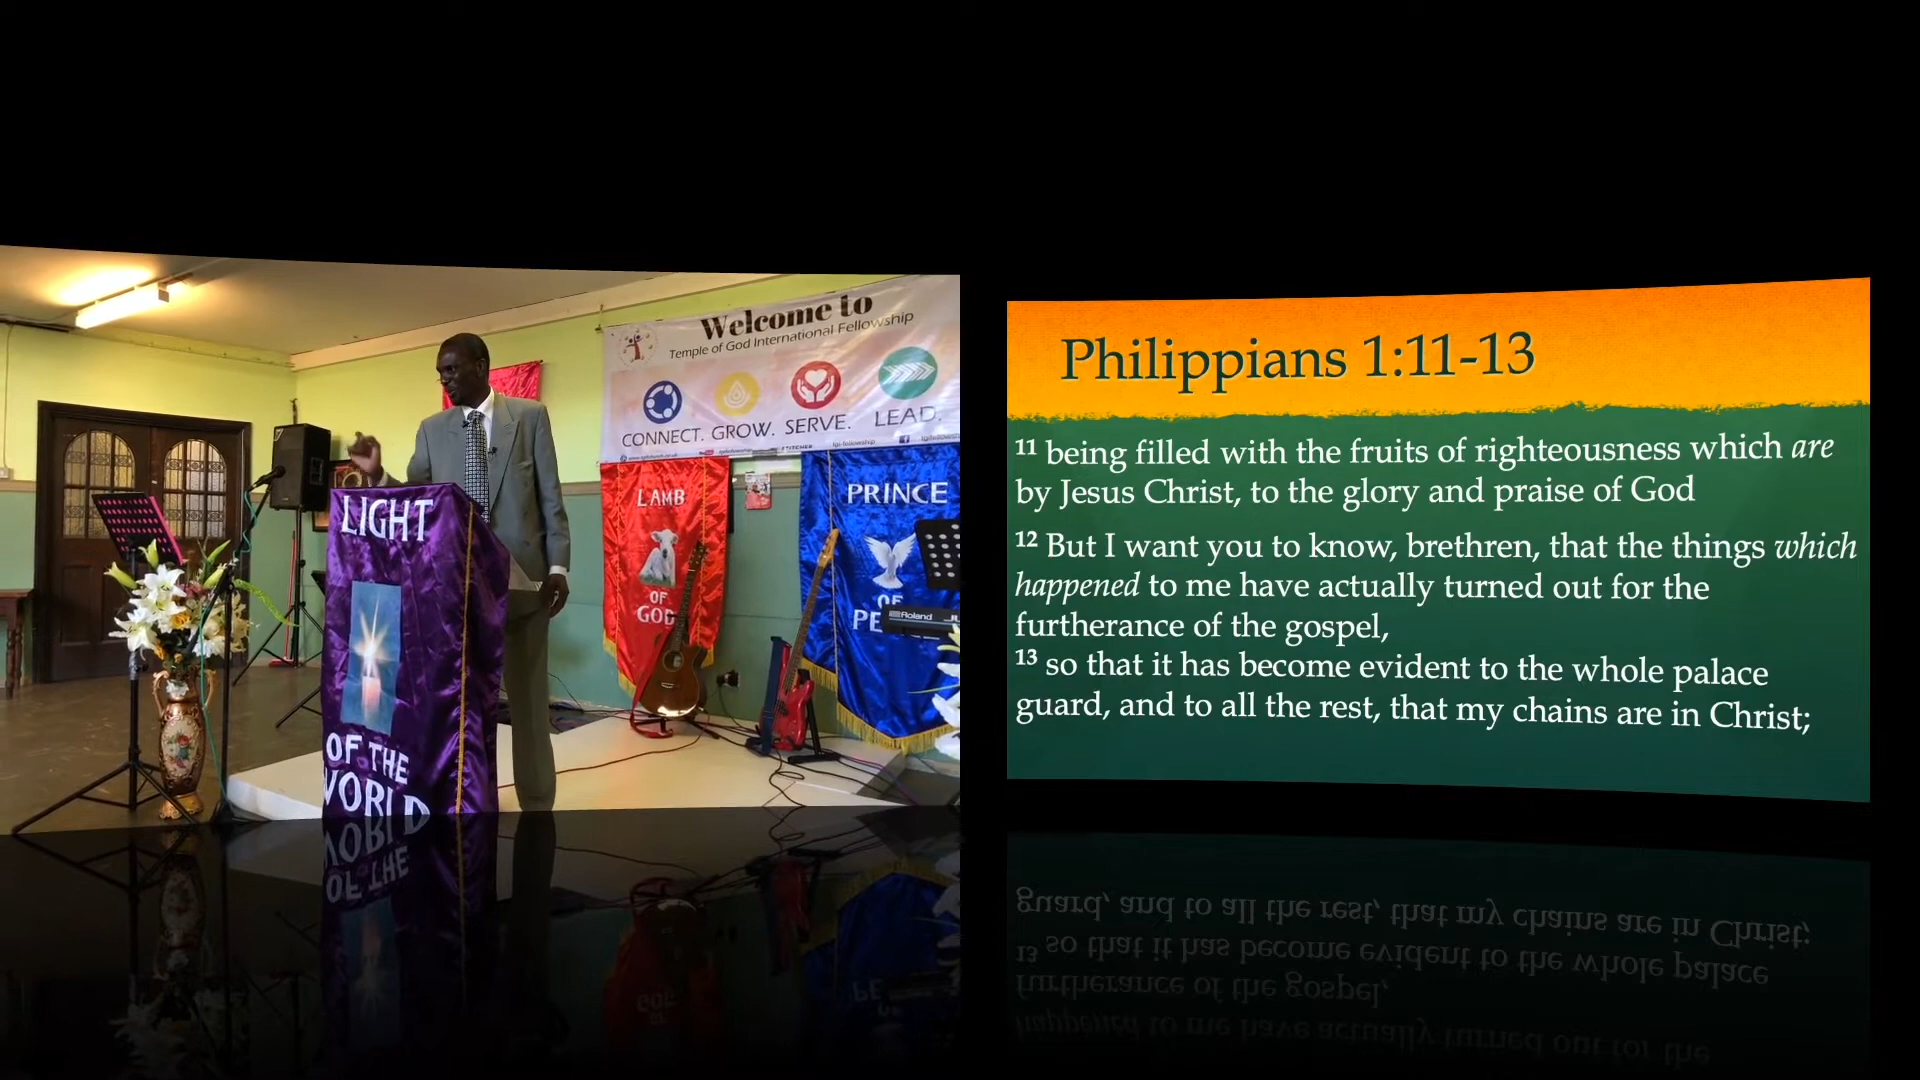 Welcome to
Temple of God International Fellowship
CONNECT. GROW. SERVE. LEAD.
LIGHT
OF THE
WORLD
LAMB
OF
GOD
PRINCE
OF
PE
Roland
Philippians 1:11-13
11 being filled with the fruits of righteousness which are
by Jesus Christ, to the glory and praise of God
12 But I want you to know, brethren, that the things which
happened to me have actually turned out for the
furtherance of the gospel,
13 so that it has become evident to the whole palace
guard, and to all the rest, that my chains are in Christ;